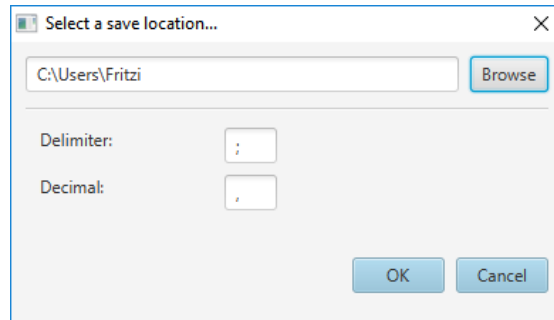 Select a save location...
C:\Users\Fritzi
Browse
Delimiter: ;
Decimal: ,
OK Cancel